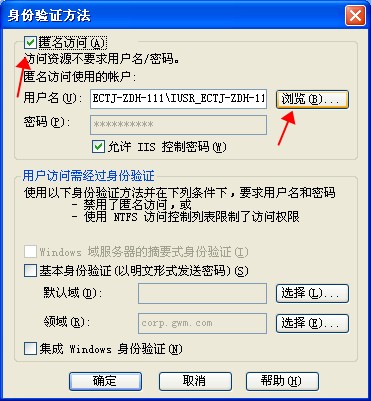 身份验证方法
匿名访问(A)
访问资源不要求用户名/密码。
匿名访问使用的帐户:
用户名(U): ECTJ-ZDH-111\IUSR_ECTJ-ZDH-11 浏览(B)...
密码(P): **********
允许 IIS 控制密码(W)
用户访问需经过身份验证
使用以下身份验证方法并在下列条件下，要求用户名和密码
- 禁用了匿名访问，或
- 使用 NTFS 访问控制列表限制了访问权限
Windows 域服务器的摘要式身份验证(I)
基本身份验证(以明文形式发送密码)(S)
默认域(D): 选择(L)...
领域(R): corp.gwm.com 选择(E)...
集成 Windows 身份验证(N)
确定 取消 帮助(H)